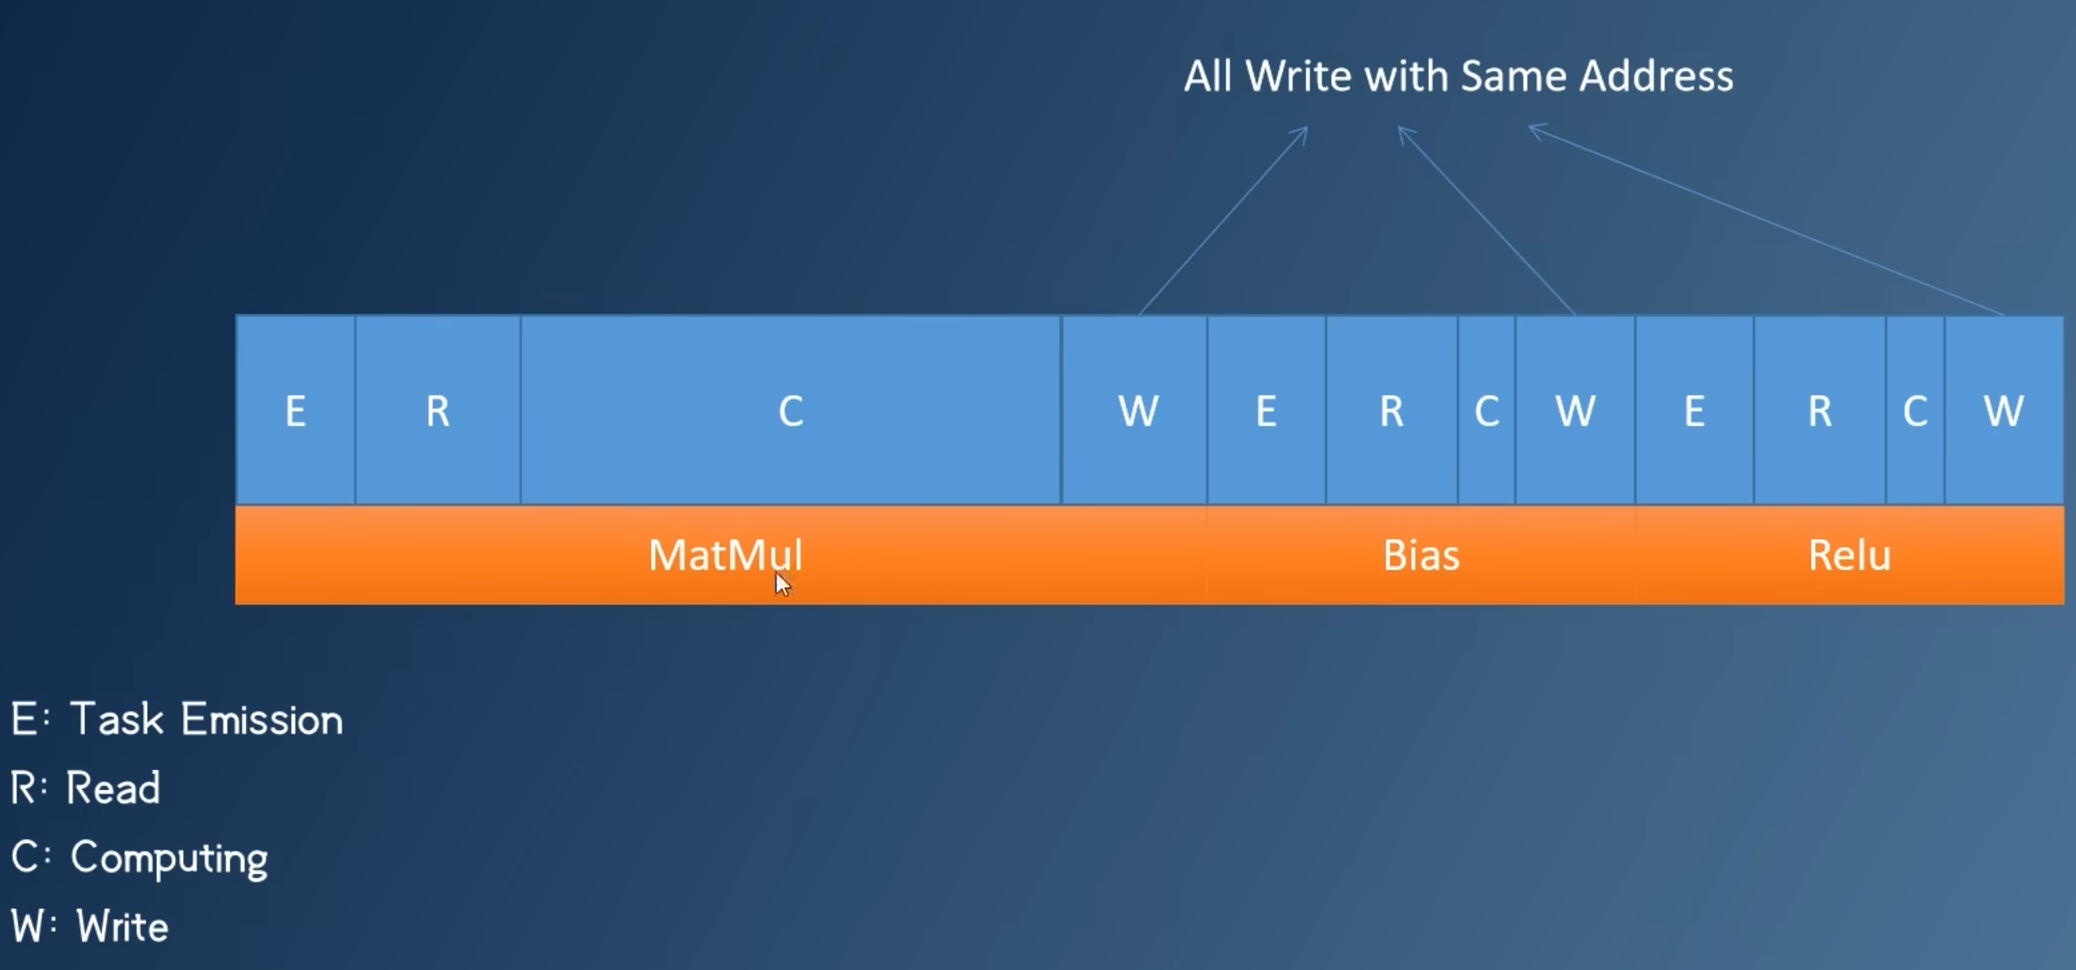 All Write with Same Address
E R C W E R C W E R C W
MatMul Bias Relu
E: Task Emission
R: Read
C: Computing
W: Write